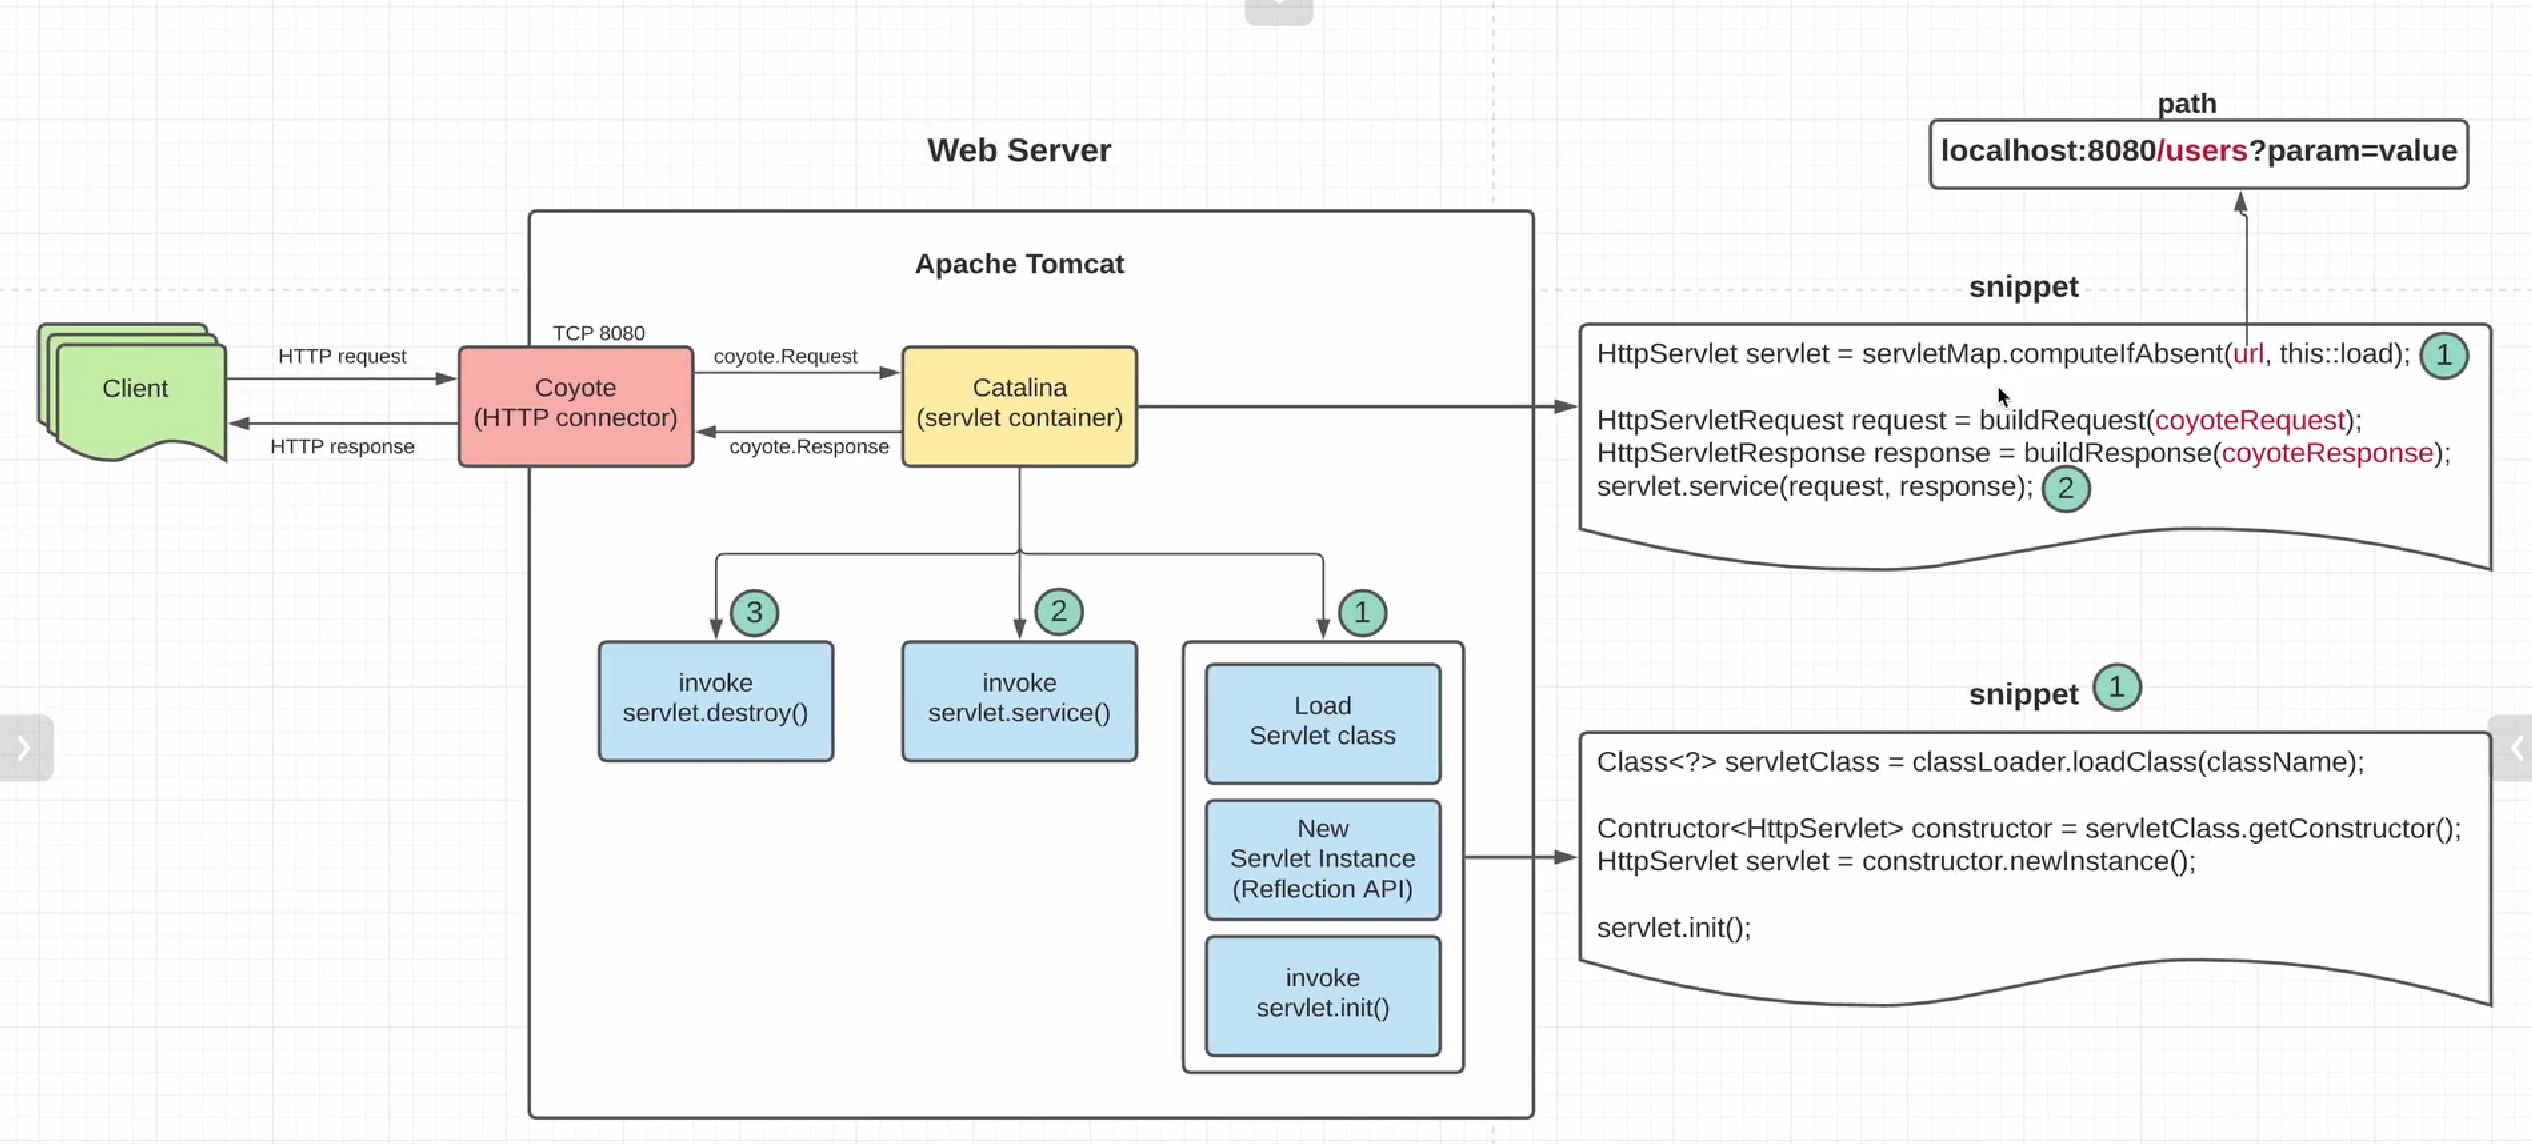 path
localhost:8080/users?param=value
Web Server
Apache Tomcat
TCP 8080
Client
HTTP request
HTTP response
Coyote
(HTTP connector)
coyote.Request
coyote.Response
Catalina
(servlet container)
3
invoke
servlet.destroy()
2
invoke
servlet.service()
1
Load
Servlet class
New
Servlet Instance
(Reflection API)
invoke
servlet.init()
snippet
HttpServlet servlet = servletMap.computeIfAbsent(url, this::load); 1
HttpServletRequest request = buildRequest(coyoteRequest);
HttpServletResponse response = buildResponse(coyoteResponse);
servlet.service(request, response); 2
snippet 1
Class<?> servletClass = classLoader.loadClass(className);
Contructor<HttpServlet> constructor = servletClass.getConstructor();
HttpServlet servlet = constructor.newInstance();
servlet.init();